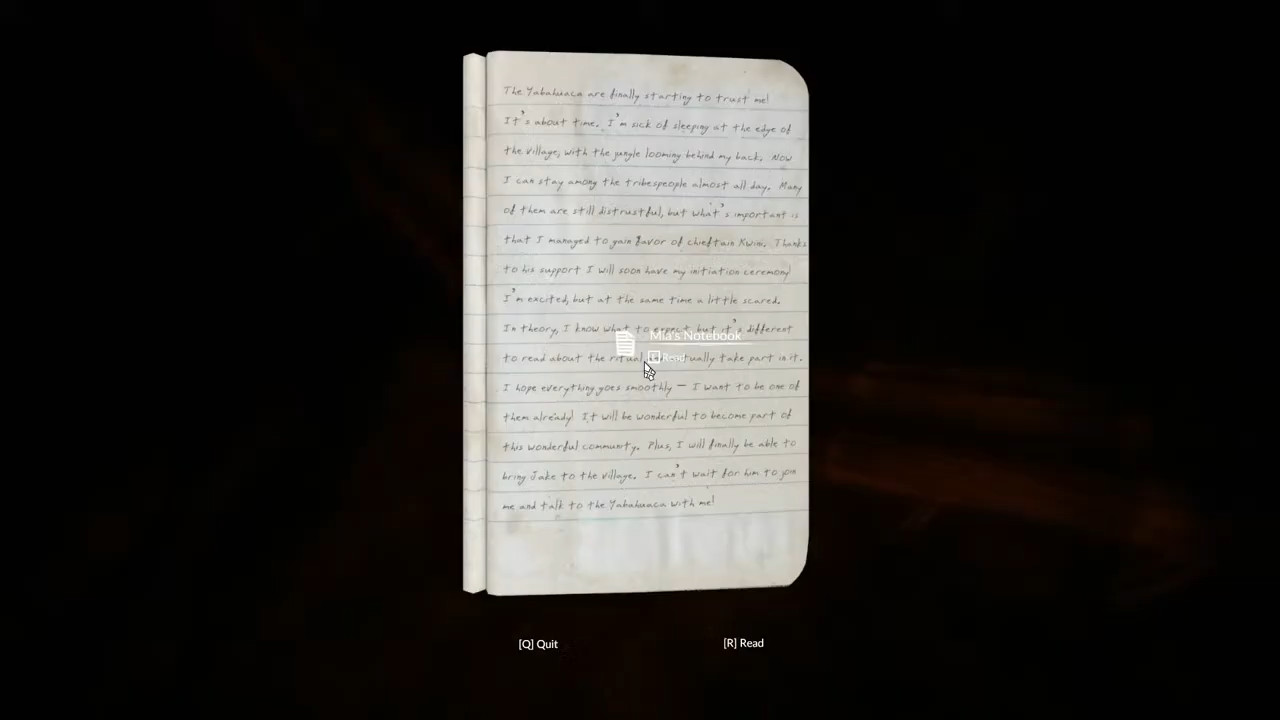 The Yabahuaca are finally starting to trust me!
It's about time. I'm sick of sleeping at the edge of
the village, with the jungle looming behind my back. Now
I can stay among the tribespeople almost all day. Many
of them are still distrustful, but what's important is
that I managed to gain favor of chieftain Kwini. Thanks
to his support I will soon have my initiation ceremony
I'm excited, but at the same time a little scared.
In theory, I know what to expect but it's different
Mia's Notebook
to read about the ritual and actually take part in it.
Read
I hope everything goes smoothly — I want to be one of
them already! It will be wonderful to become part of
this wonderful community. Plus, I will finally be able to
bring Jake to the village. I can't wait for him to join
me and talk to the Yabahuaca with me!
[Q] Quit
[R] Read